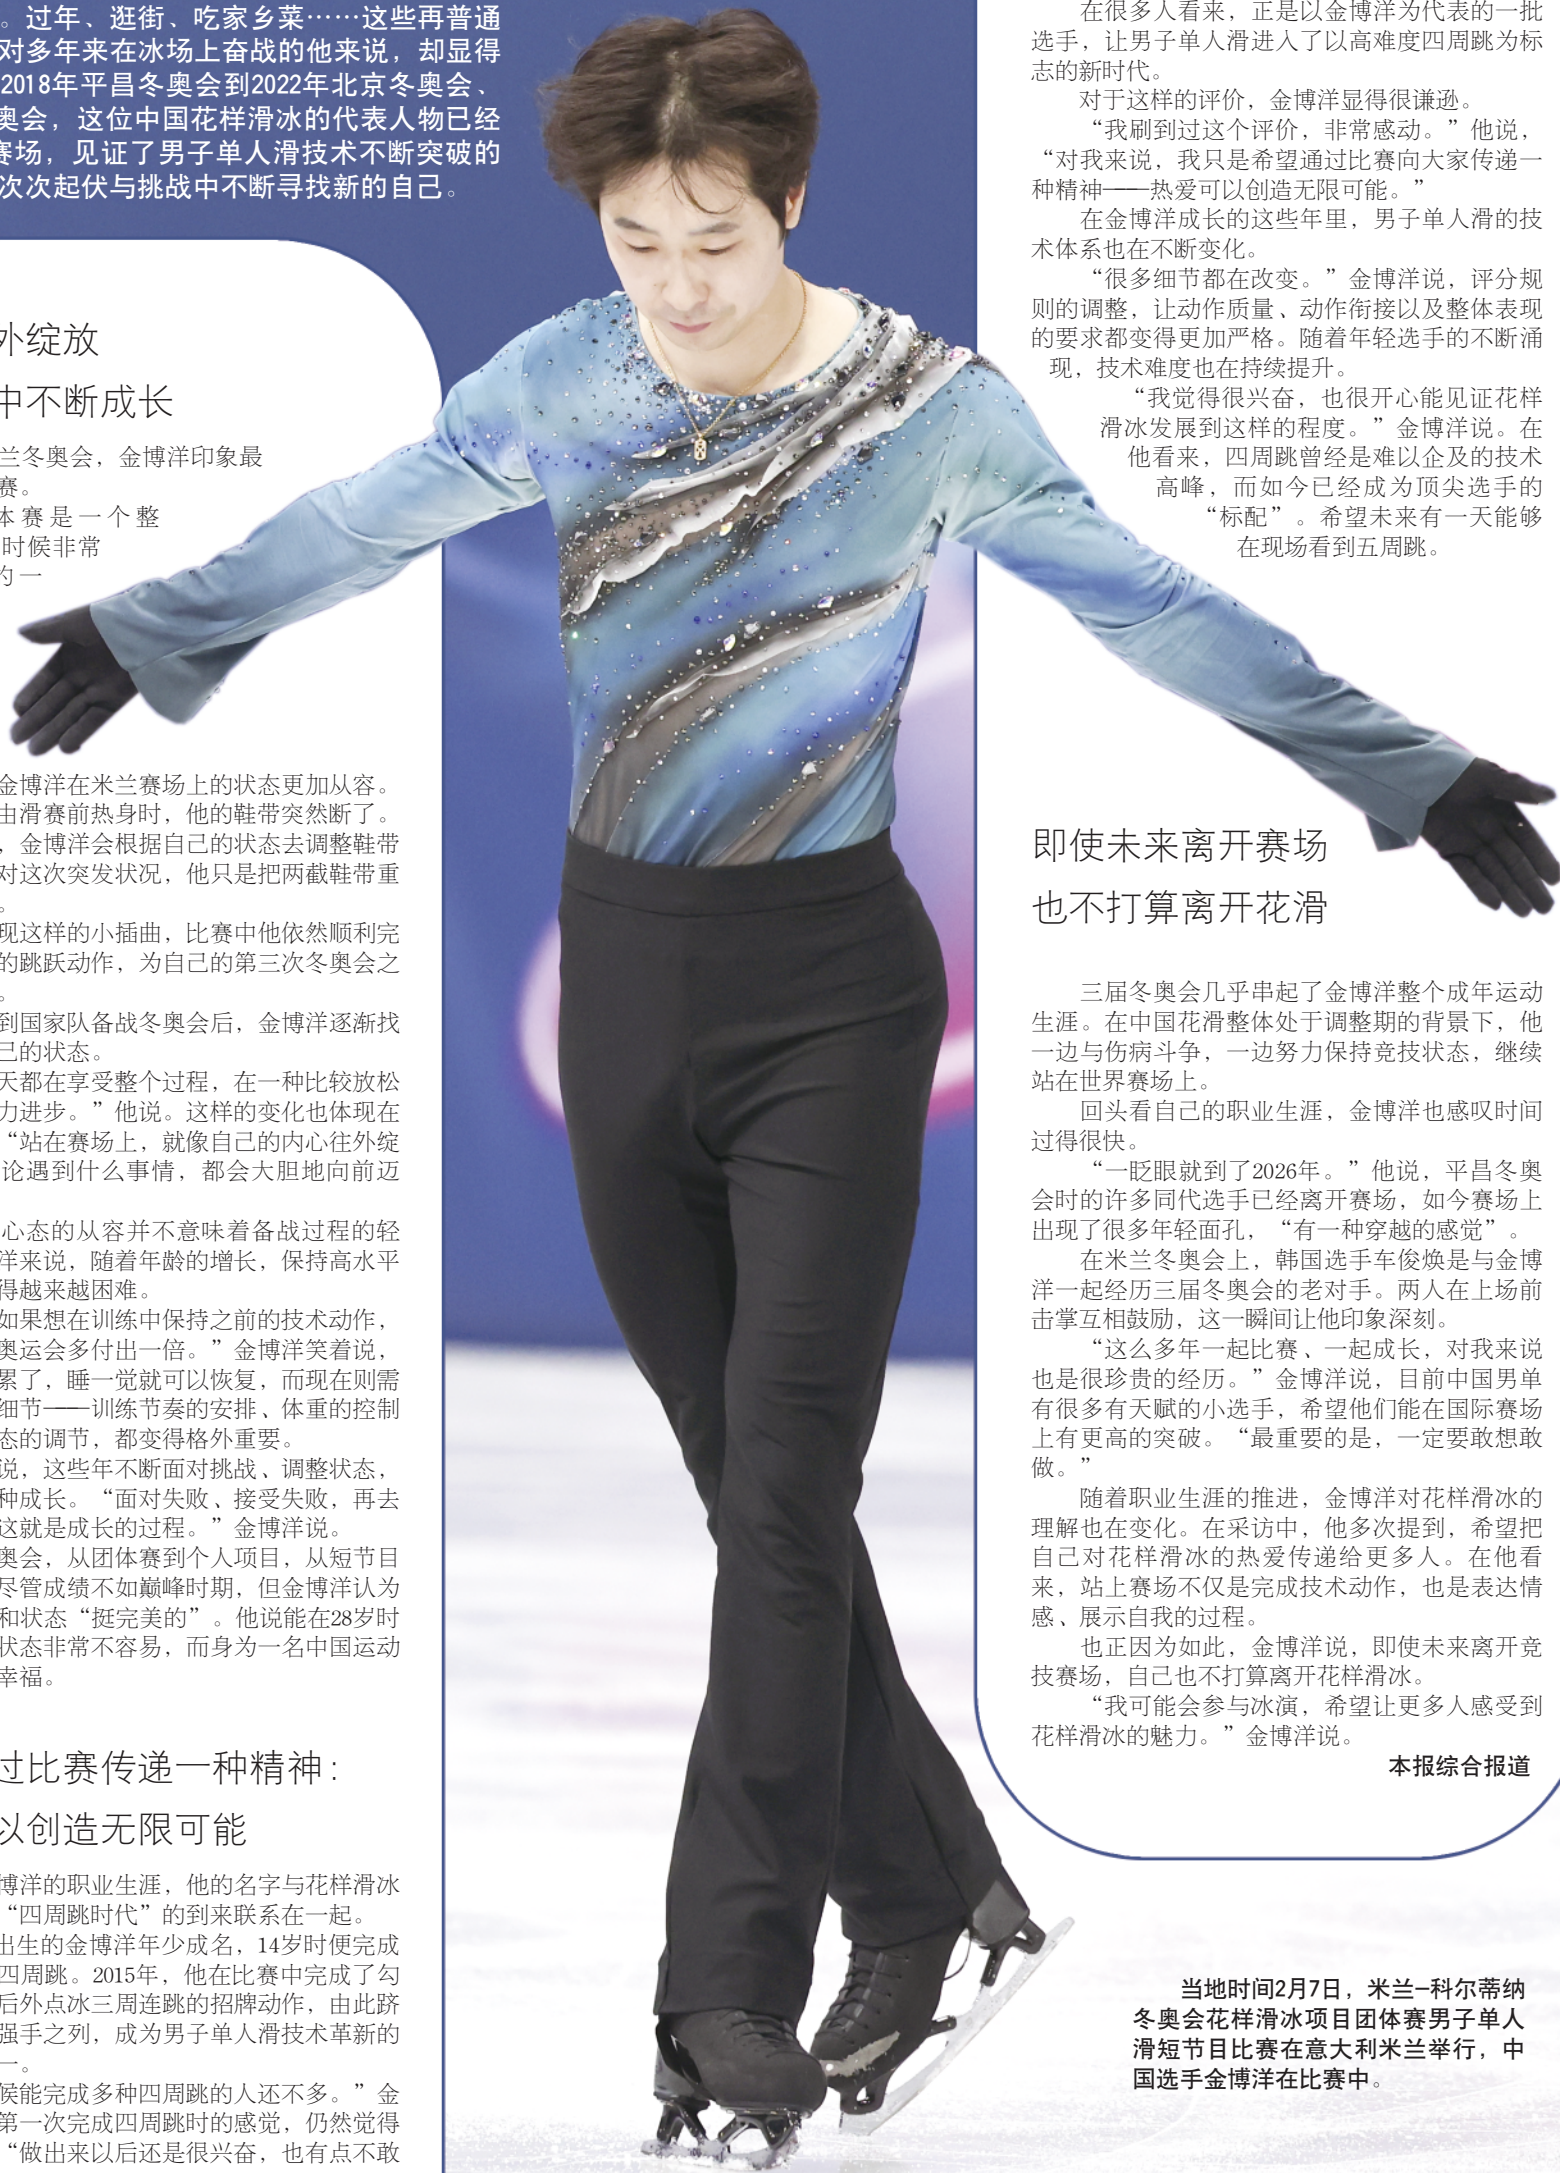 。过年、逛街、吃家乡菜……这些再普通
对多年来在冰场上奋战的他来说，却显得
2018年平昌冬奥会到2022年北京冬奥会、
奥会，这位中国花样滑冰的代表人物已经
赛场，见证了男子单人滑技术不断突破的
次次起伏与挑战中不断寻找新的自己。
外绽放
中不断成长
兰冬奥会，金博洋印象最
赛。
体赛是一个整
时候非常
的一
金博洋在米兰赛场上的状态更加从容。
由滑赛前热身时，他的鞋带突然断了。
，金博洋会根据自己的状态去调整鞋带
对这次突发状况，他只是把两截鞋带重
。
现这样的小插曲，比赛中他依然顺利完
的跳跃动作，为自己的第三次冬奥会之
。
到国家队备战冬奥会后，金博洋逐渐找
己的状态。
天都在享受整个过程，在一种比较放松
力进步。”他说。这样的变化也体现在
“站在赛场上，就像自己的内心往外绽
论遇到什么事情，都会大胆地向前迈
心态的从容并不意味着备战过程的轻
洋来说，随着年龄的增长，保持高水平
得越来越困难。
如果想在训练中保持之前的技术动作，
奥运会多付出一倍。”金博洋笑着说，
累了，睡一觉就可以恢复，而现在则需
细节——训练节奏的安排、体重的控制
态的调节，都变得格外重要。
说，这些年不断面对挑战、调整状态，
种成长。“面对失败、接受失败，再去
这就是成长的过程。”金博洋说。
奥会，从团体赛到个人项目，从短节目
尽管成绩不如巅峰时期，但金博洋认为
和状态“挺完美的”。他说能在28岁时
状态非常不容易，而身为一名中国运动
幸福。
过比赛传递一种精神：
以创造无限可能
博洋的职业生涯，他的名字与花样滑冰
“四周跳时代”的到来联系在一起。
出生的金博洋年少成名，14岁时便完成
四周跳。2015年，他在比赛中完成了勾
后外点冰三周连跳的招牌动作，由此跻
强手之列，成为男子单人滑技术革新的
一。
候能完成多种四周跳的人还不多。”金
第一次完成四周跳时的感觉，仍然觉得
“做出来以后还是很兴奋，也有点不敢
在很多人看来，正是以金博洋为代表的一批
选手，让男子单人滑进入了以高难度四周跳为标
志的新时代。
对于这样的评价，金博洋显得很谦逊。
“我刷到过这个评价，非常感动。”他说，
“对我来说，我只是希望通过比赛向大家传递一
种精神——热爱可以创造无限可能。”
在金博洋成长的这些年里，男子单人滑的技
术体系也在不断变化。
“很多细节都在改变。”金博洋说，评分规
则的调整，让动作质量、动作衔接以及整体表现
的要求都变得更加严格。随着年轻选手的不断涌
现，技术难度也在持续提升。
“我觉得很兴奋，也很开心能见证花样
滑冰发展到这样的程度。”金博洋说。在
他看来，四周跳曾经是难以企及的技术
高峰，而如今已经成为顶尖选手的
“标配”。希望未来有一天能够
在现场看到五周跳。
即使未来离开赛场
也不打算离开花滑
三届冬奥会几乎串起了金博洋整个成年运动
生涯。在中国花滑整体处于调整期的背景下，他
一边与伤病斗争，一边努力保持竞技状态，继续
站在世界赛场上。
回头看自己的职业生涯，金博洋也感叹时间
过得很快。
“一眨眼就到了2026年。”他说，平昌冬奥
会时的许多同代选手已经离开赛场，如今赛场上
出现了很多年轻面孔，“有一种穿越的感觉”。
在米兰冬奥会上，韩国选手车俊焕是与金博
洋一起经历三届冬奥会的老对手。两人在上场前
击掌互相鼓励，这一瞬间让他印象深刻。
“这么多年一起比赛、一起成长，对我来说
也是很珍贵的经历。”金博洋说，目前中国男单
有很多有天赋的小选手，希望他们能在国际赛场
上有更高的突破。“最重要的是，一定要敢想敢
做。”
随着职业生涯的推进，金博洋对花样滑冰的
理解也在变化。在采访中，他多次提到，希望把
自己对花样滑冰的热爱传递给更多人。在他看
来，站上赛场不仅是完成技术动作，也是表达情
感、展示自我的过程。
也正因为如此，金博洋说，即使未来离开竞
技赛场，自己也不打算离开花样滑冰。
“我可能会参与冰演，希望让更多人感受到
花样滑冰的魅力。”金博洋说。
本报综合报道
当地时间2月7日，米兰-科尔蒂纳
冬奥会花样滑冰项目团体赛男子单人
滑短节目比赛在意大利米兰举行，中
国选手金博洋在比赛中。